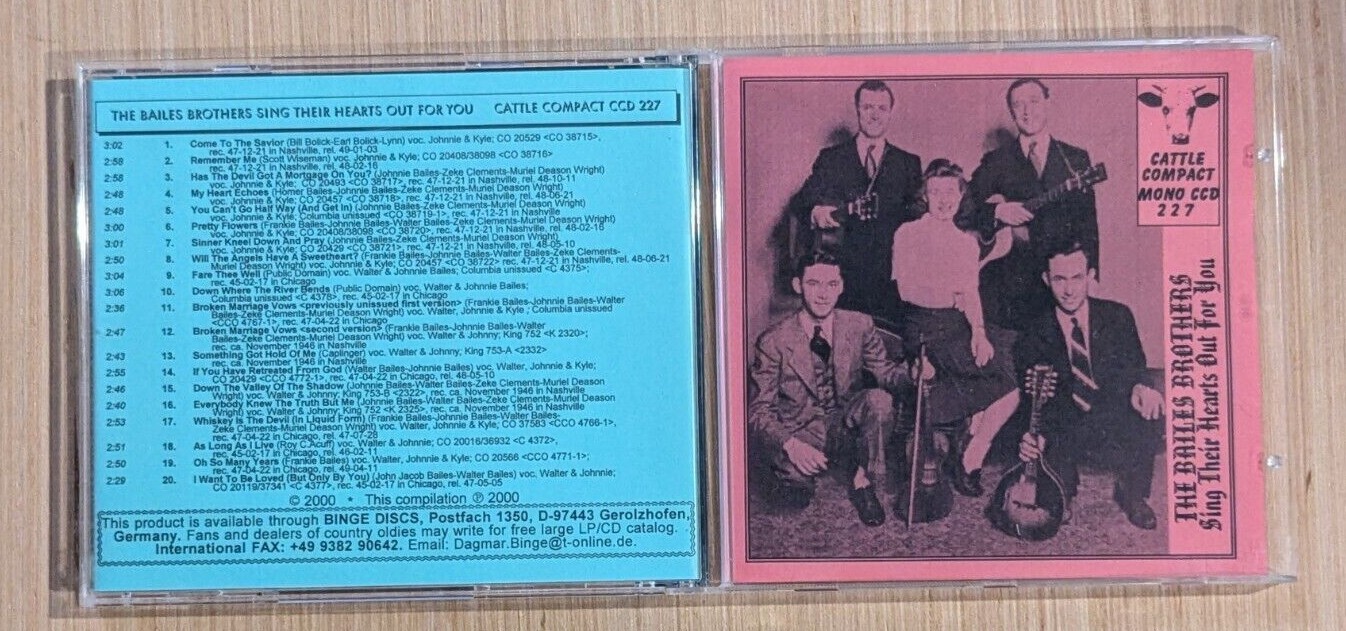 THE BAILES BROTHERS SING THEIR HEARTS OUT FOR YOU CATTLE COMPACT CCD 227
3:02 1. Come To The Savior (Bill Bolick-Earl Bolick-Lynn) voc. Johnnie & Kyle; CO 20529 <CO 38715>,
rec. 47-12-21 in Nashville, rel. 49-01-03
2:58 2. Remember Me (Scott Wiseman) voc. Johnnie & Kyle; CO 20408/38098 <CO 38716>
rec. 47-12-21 in Nashville, rel. 48-02-16
2:58 3. Has The Devil Got A Mortgage On You? (Johnnie Bailes-Zeke Clements-Muriel Deason Wright)
voc. Johnnie & Kyle; CO 20493 <CO 38717>, rec. 47-12-21 in Nashville, rel. 48-10-11
2:48 4. My Heart Echoes (Homer Bailes-Johnnie Bailes-Zeke Clements-Muriel Deason Wright)
voc. Johnnie & Kyle; CO 20457 <CO 38718>, rec. 47-12-21 in Nashville, rel. 48-06-21
2:48 5. You Can't Go Half Way (And Get In) (Johnnie Bailes-Zeke Clements-Muriel Deason Wright)
voc. Johnnie & Kyle; Columbia unissued <CO 38719-1>, rec. 47-12-21 in Nashville
3:00 6. Pretty Flowers (Frankie Bailes-Johnnie Bailes-Walter Bailes-Zeke Clements-Muriel Deason Wright)
voc. Johnnie & Kyle; CO 20408/38098 <CO 38720>, rec. 47-12-21 in Nashville, rel. 48-02-16
3:01 7. Sinner Kneel Down And Pray (Johnnie Bailes-Zeke Clements-Muriel Deason Wright)
voc. Johnnie & Kyle; CO 20429 <CO 38721> rec. 47-12-21 in Nashville, rel. 48-05-10
2:50 8. Will The Angels Have A Sweetheart? (Frankie Bailes-Johnnie Bailes-Walter Bailes-Zeke Clements-
Muriel Deason Wright) voc. Johnnie & Kyle; CO 20457 <CO 38722> rec. 47-12-21 in Nashville, rel. 48-06-21
3:04 9. Fare Thee Well (Public Domain) voc. Walter & Johnnie Bailes; Columbia unissued <C 4375>;
rec. 45-02-17 in Chicago
3:06 10. Down Where The River Bends (Public Domain) voc. Walter & Johnnie Bailes;
Columbia unissued <C 4378>, rec. 45-02-17 in Chicago
2:36 11. Broken Marriage Vows <previously unissued first version> (Frankie Bailes-Johnnie Bailes-Walter
Bailes-Zeke Clements-Muriel Deason Wright) voc. Walter, Johnnie & Kyle; Columbia unissued
<CCO 4767-1>, rec. 47-04-22 in Chicago
2:47 12. Broken Marriage Vows <second version> (Frankie Bailes-Johnnie Bailes-Walter
Bailes-Zeke Clements-Muriel Deason Wright) voc. Walter & Johnny; King 752 <K 2320>;
rec. ca. November 1946 in Nashville
2:43 13. Something Got Hold Of Me (Caplinger) voc. Walter & Johnny; King 753-A <2332>
rec. ca. November 1946 in Nashville
2:55 14. If You Have Retreated From God (Walter Bailes) voc. Walter, Johnnie & Kyle;
CO 20429 <CCO 4772-1>, rec. 47-04-22 in Chicago, rel. 48-05-10
2:46 15. Down The Valley Of The Shadow (Johnnie Bailes-Walter Bailes-Zeke Clements-Muriel Deason
Wright) voc. Walter & Johnny; King 753-B <2322>, rec. ca. November 1946 in Nashville
2:40 16. Everybody Knew The Truth But Me (Johnnie Bailes-Walter Bailes-Zeke Clements-Muriel Deason
Wright) voc. Walter & Johnny; King 752 <K 2325>, rec. ca. November 1946 in Nashville
2:53 17. Whiskey Is The Devil (In Liquid Form) (Frankie Bailes-Johnnie Bailes-Walter Bailes-
Zeke Clements-Muriel Deason Wright) voc. Walter, Johnnie & Kyle; CO 37583 <CCO 4766-1>,
rec. 47-04-22 in Chicago, rel. 47-07-28
2:51 18. As Long As I Live (Roy C.Acuff) voc. Walter & Johnnie; CO 20016/36932 <C 4372>,
rec. 45-02-17 in Chicago, rel. 46-02-11
2:50 19. Oh So Many Years (Frankie Bailes) voc. Walter, Johnnie & Kyle; CO 20566 <CCO 4771-1>;
rec. 47-04-22 in Chicago, rel. 49-04-11
2:29 20. I Want To Be Loved (But Only By You) (John Jacob Bailes-Walter Bailes) voc. Walter & Johnnie;
CO 20119/37341 <C 4377>, rec. 45-02-17 in Chicago, rel. 47-05-05
© 2000 * This compilation ℗ 2000
This product is available through BINGE DISCS, Postfach 1350, D-97443 Gerolzhofen,
Germany. Fans and dealers of country oldies may write for free large LP/CD catalog.
International FAX: +49 9382 90642. Email: Dagmar.Binge@t-online.de.
CATTLE
COMPACT
MONO CCD
227
THE BAILES BROTHERS
Sing Their Hearts Out For You